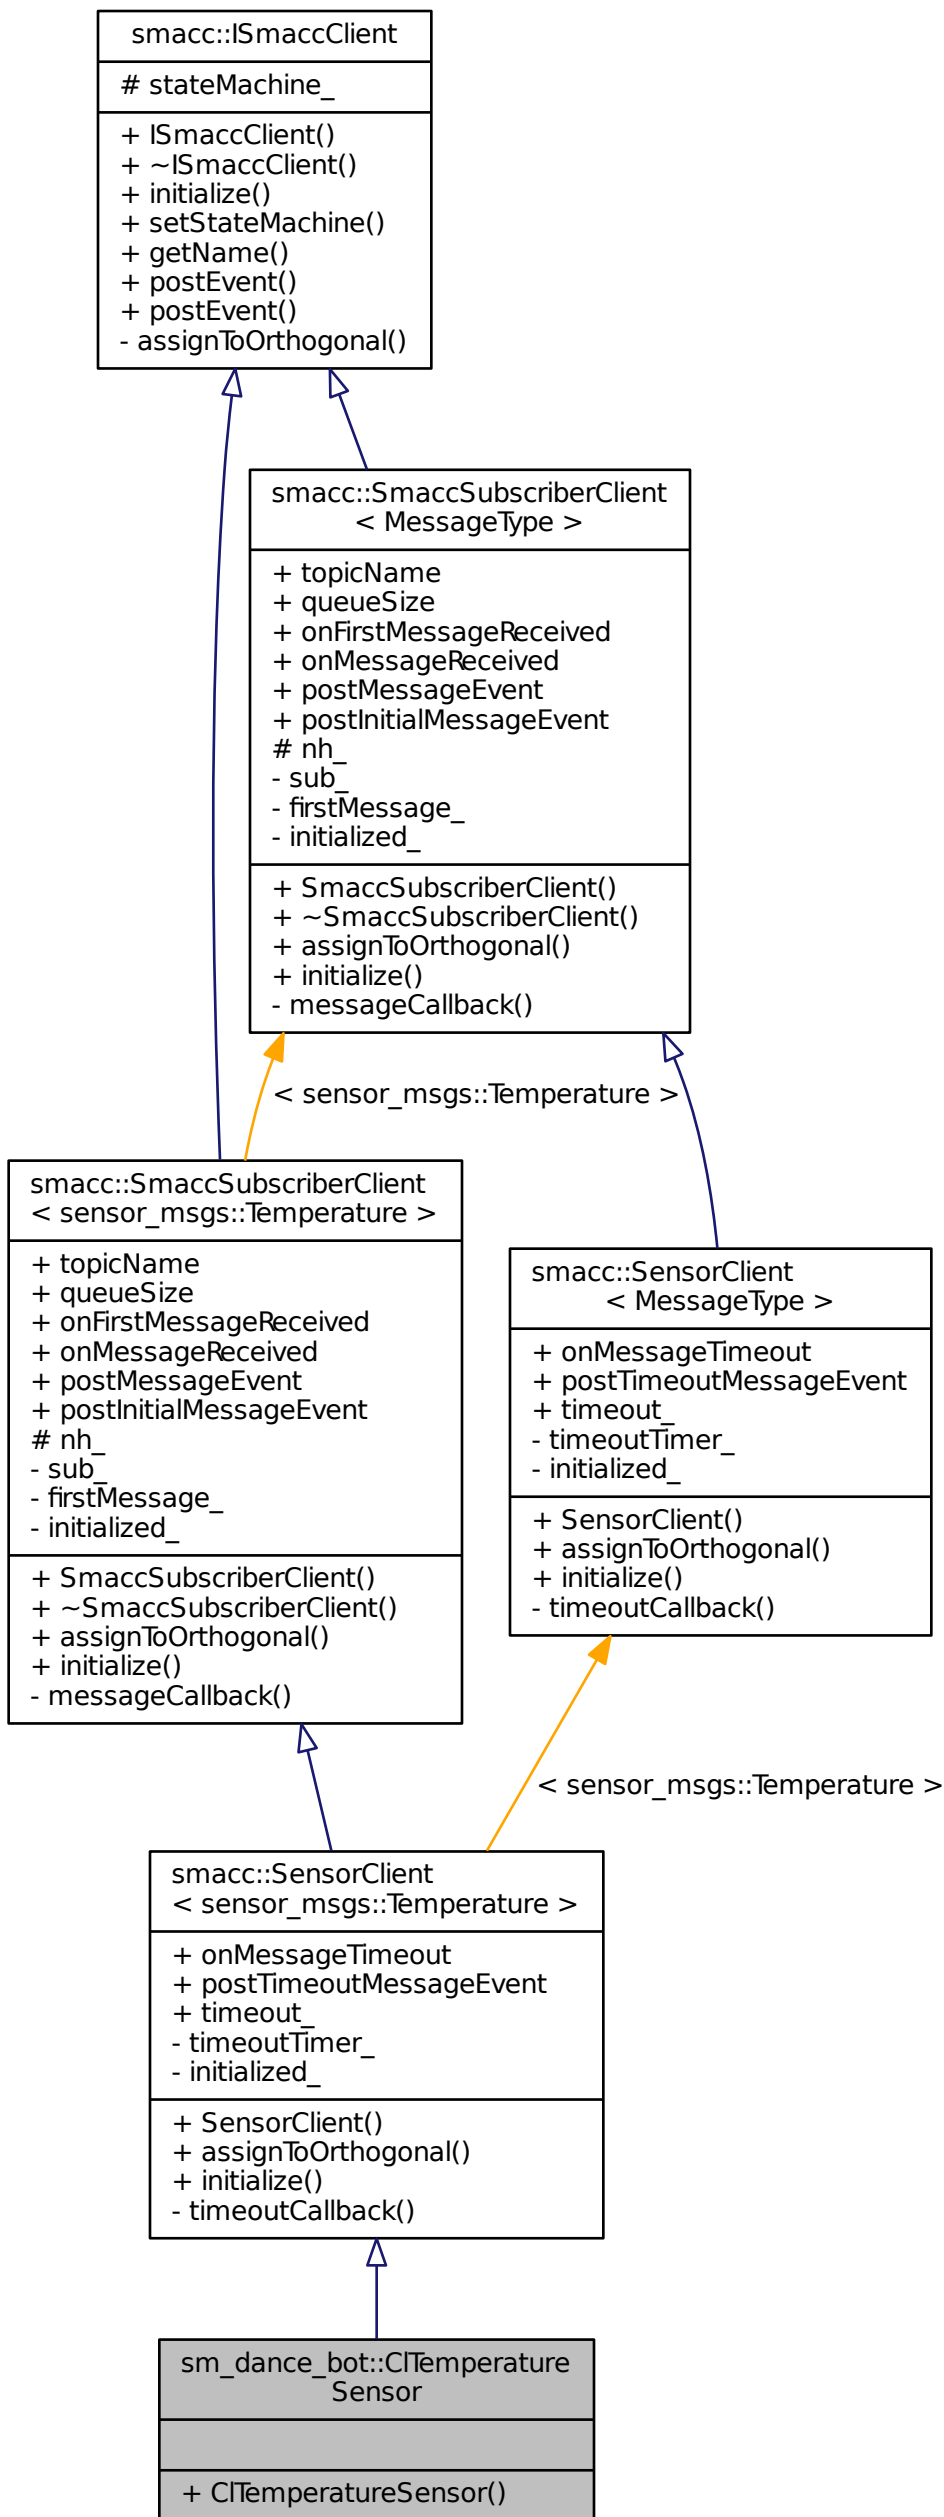 smacc::ISmaccClient
# stateMachine_
+ ISmaccClient()
+ ~ISmaccClient()
+ initialize()
+ setStateMachine()
+ getName()
+ postEvent()
+ postEvent()
- assignToOrthogonal()
smacc::SmaccSubscriberClient
< MessageType >
+ topicName
+ queueSize
+ onFirstMessageReceived
+ onMessageReceived
+ postMessageEvent
+ postInitialMessageEvent
# nh_
- sub_
- firstMessage_
- initialized_
+ SmaccSubscriberClient()
+ ~SmaccSubscriberClient()
+ assignToOrthogonal()
+ initialize()
- messageCallback()
< sensor_msgs::Temperature >
smacc::SmaccSubscriberClient
< sensor_msgs::Temperature >
+ topicName
+ queueSize
+ onFirstMessageReceived
+ onMessageReceived
+ postMessageEvent
+ postInitialMessageEvent
# nh_
- sub_
- firstMessage_
- initialized_
+ SmaccSubscriberClient()
+ ~SmaccSubscriberClient()
+ assignToOrthogonal()
+ initialize()
- messageCallback()
smacc::SensorClient
< MessageType >
+ onMessageTimeout
+ postTimeoutMessageEvent
+ timeout_
- timeoutTimer_
- initialized_
+ SensorClient()
+ assignToOrthogonal()
+ initialize()
- timeoutCallback()
< sensor_msgs::Temperature >
smacc::SensorClient
< sensor_msgs::Temperature >
+ onMessageTimeout
+ postTimeoutMessageEvent
+ timeout_
- timeoutTimer_
- initialized_
+ SensorClient()
+ assignToOrthogonal()
+ initialize()
- timeoutCallback()
sm_dance_bot::ClTemperature
Sensor
+ ClTemperatureSensor()